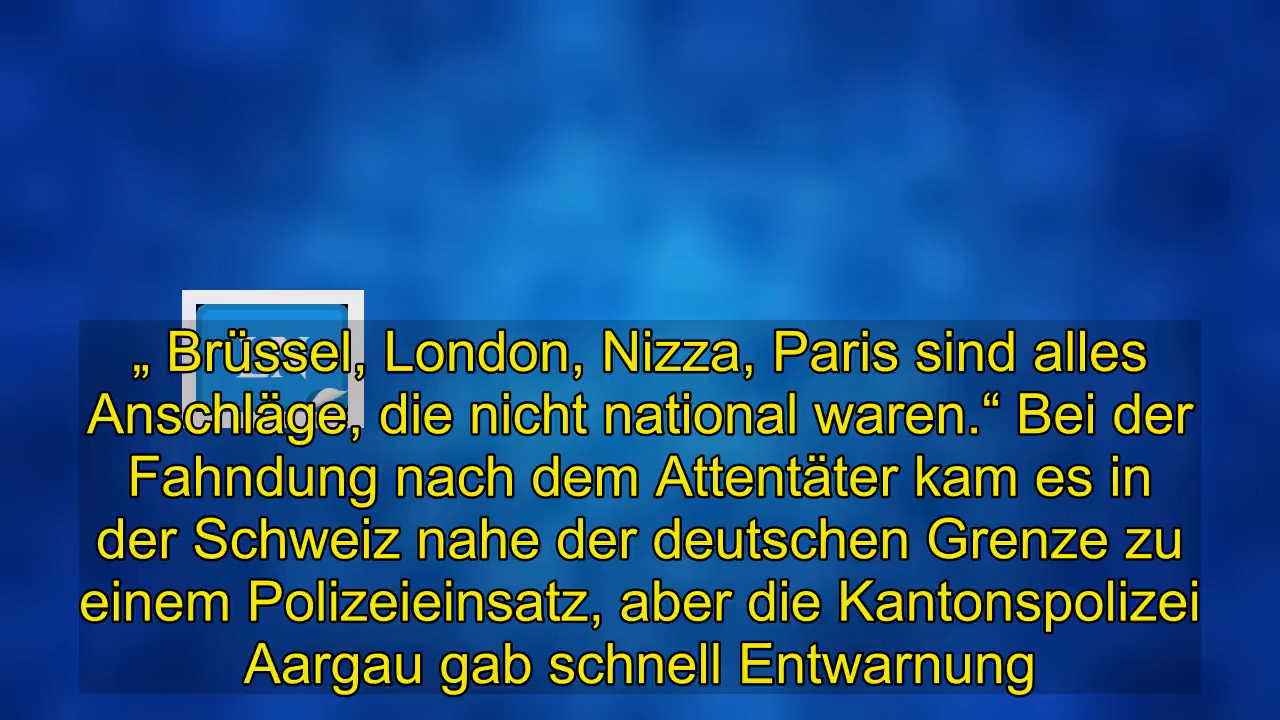 „ Brüssel, London, Nizza, Paris sind alles
Anschläge, die nicht national waren.“ Bei der
Fahndung nach dem Attentäter kam es in
der Schweiz nahe der deutschen Grenze zu
einem Polizeieinsatz, aber die Kantonspolizei
Aargau gab schnell Entwarnung